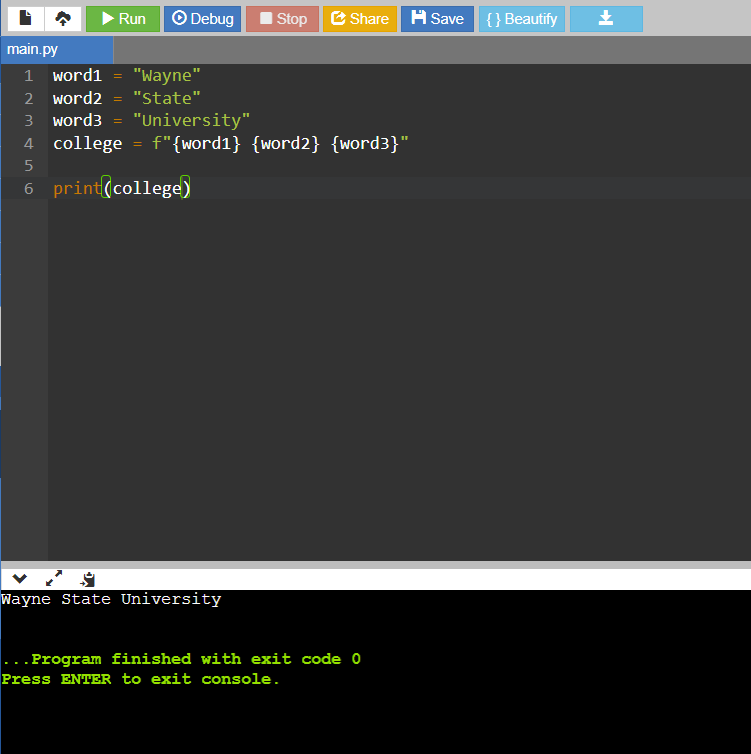 Run Debug Stop Share Save { } Beautify
main.py
1 word1 = "Wayne"
2 word2 = "State"
3 word3 = "University"
4 college = f"{word1} {word2} {word3}"
5
6 print(college)
Wayne State University
...Program finished with exit code 0
Press ENTER to exit console.